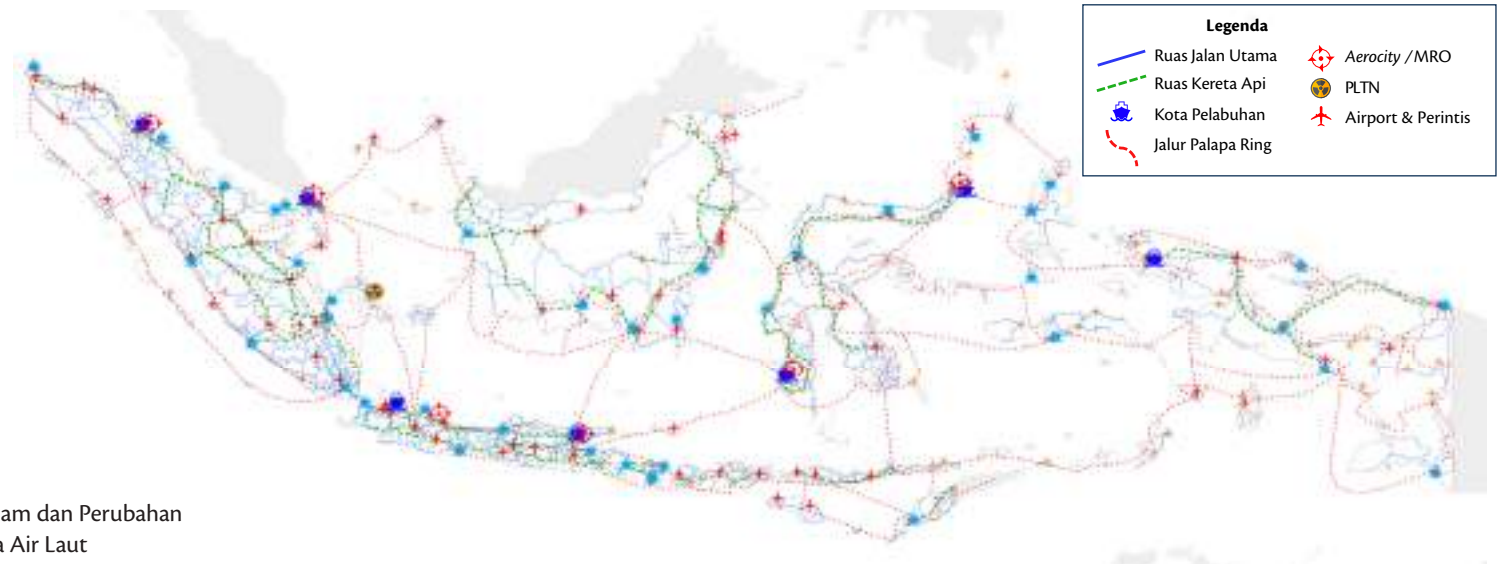 Legenda
Ruas Jalan Utama
Ruas Kereta Api
Kota Pelabuhan
Jalur Palapa Ring
Aerocity /MRO
PLTN
Airport & Perintis
am dan Perubahan
a Air Laut